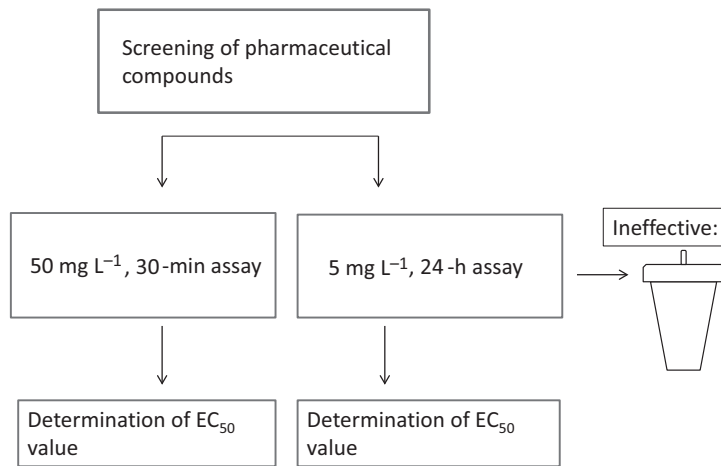 Screening of pharmaceutical
compounds
50 mg L⁻¹, 30-min assay
5 mg L⁻¹, 24-h assay
Ineffective:
Determination of EC₅₀
value
Determination of EC₅₀
value